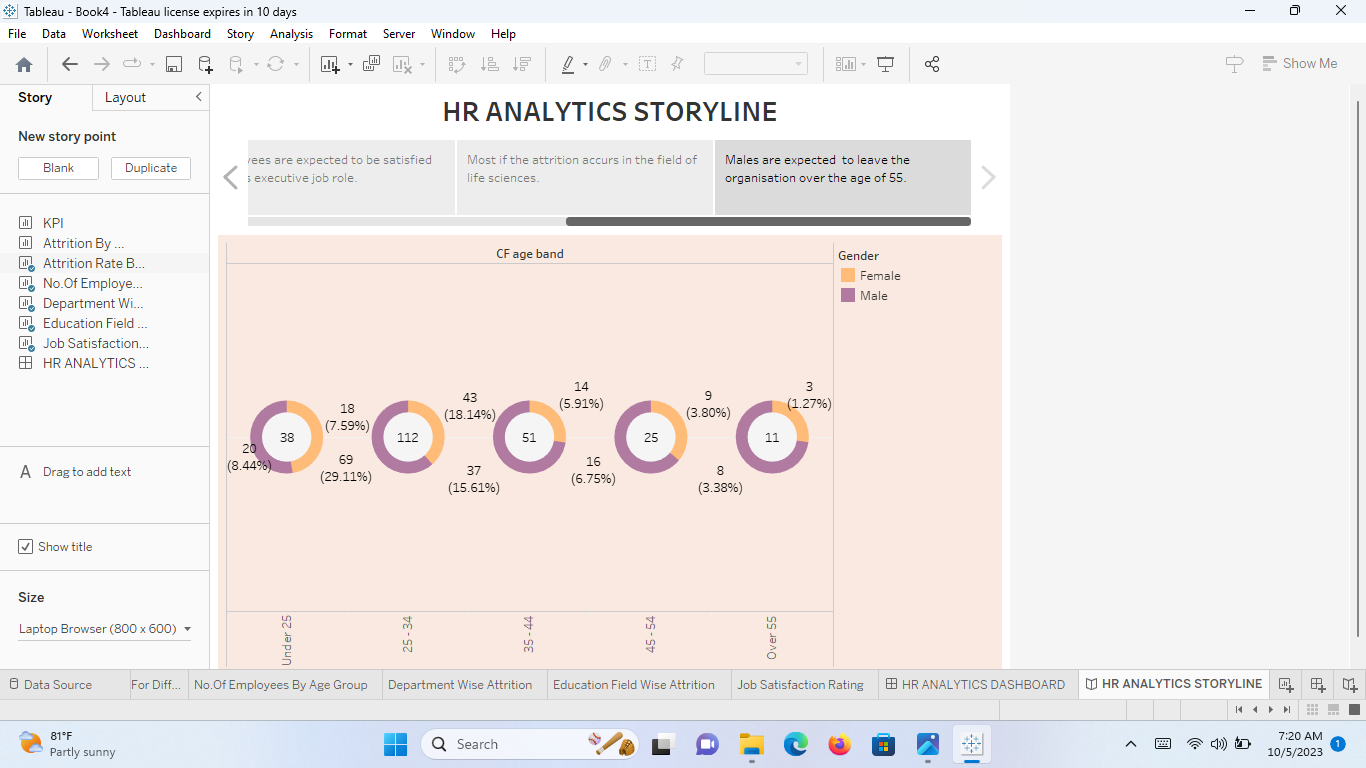 Tableau - Book4 - Tableau license expires in 10 days
File Data Worksheet Dashboard Story Analysis Format Server Window Help
Show Me
Story Layout
New story point
Blank Duplicate
KPI
Attrition By ...
Attrition Rate B...
No.Of Employe...
Department Wi...
Education Field ...
Job Satisfaction...
HR ANALYTICS ...
A Drag to add text
Show title
Size
Laptop Browser (800 x 600)
HR ANALYTICS STORYLINE
are expected to be satisfied
executive job role.
Most if the attrition accurs in the field of
life sciences.
Males are expected to leave the
organisation over the age of 55.
CF age band
Gender
Female
Male
38
18
(7.59%)
20
(8.44%)
112
43
(18.14%)
69
(29.11%)
51
14
(5.91%)
37
(15.61%)
25
9
(3.80%)
16
(6.75%)
11
3
(1.27%)
8
(3.38%)
Under 25
25 - 34
35 - 44
45 - 54
Over 55
Data Source For Diff... No.Of Employees By Age Group Department Wise Attrition Education Field Wise Attrition Job Satisfaction Rating HR ANALYTICS DASHBOARD HR ANALYTICS STORYLINE
81°F
Partly sunny
Search
7:20 AM
10/5/2023
1